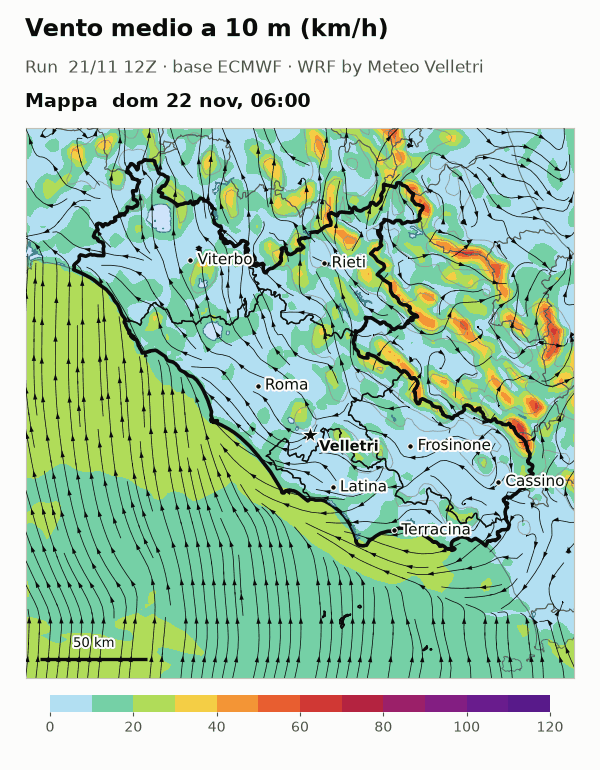 Vento medio a 10 m (km/h)
Run  21/11 12Z · base ECMWF · WRF by Meteo Velletri
Mappa  dom 22 nov, 06:00
Viterbo
Rieti
Roma
Velletri
Frosinone
Cassino
Latina
Terracina
50 km
0 20 40 60 80 100 120